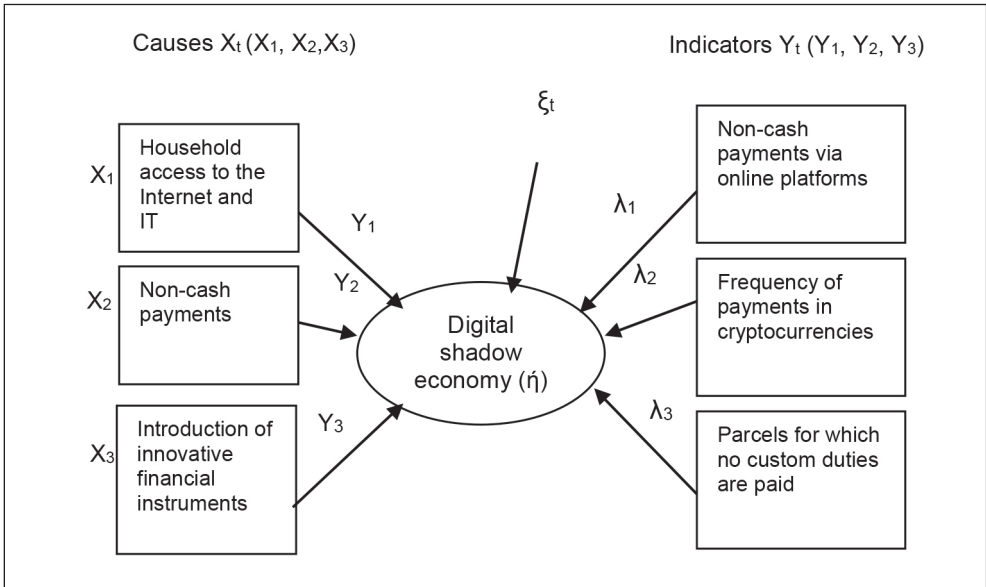 Causes Xₜ (X₁, X₂,X₃)
Indicators Yₜ (Y₁, Y₂, Y₃)
ξₜ
X₁
Household
access to the
Internet and
IT
Y₁
X₂
Non-cash
payments
Y₂
X₃
Introduction of
innovative
financial
instruments
Y₃
Digital
shadow
economy (ή)
λ₁
Non-cash
payments via
online platforms
λ₂
Frequency of
payments in
cryptocurrencies
λ₃
Parcels for which
no custom duties
are paid